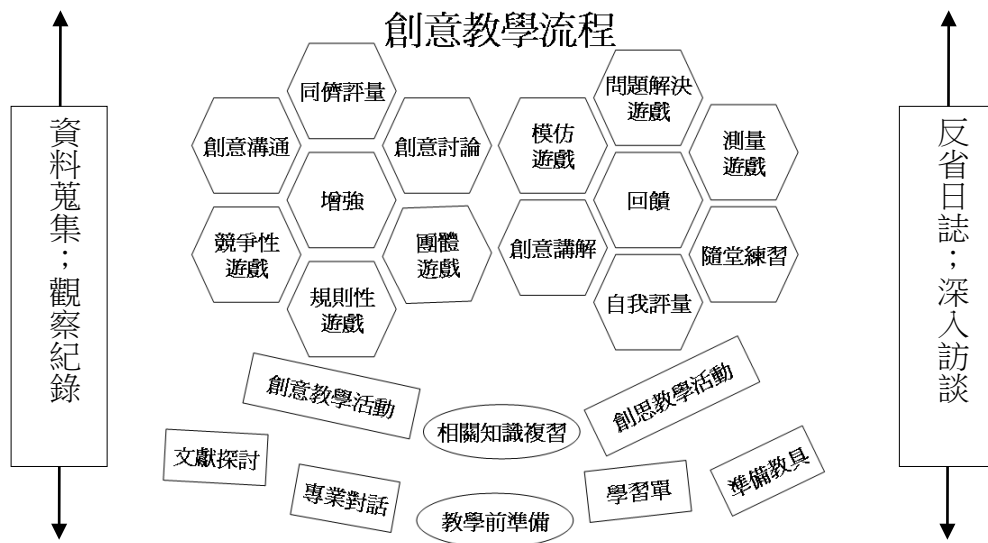 創意教學流程
資料蒐集；觀察紀錄
同儕評量
創意溝通
創意討論
增強
競爭性
遊戲
團體
遊戲
規則性
遊戲
問題解決
遊戲
模仿
遊戲
測量
遊戲
回饋
創意講解
隨堂練習
自我評量
創意教學活動
相關知識複習
創思教學活動
文獻探討
專業對話
教學前準備
學習單
準備教具
反省日誌；深入訪談